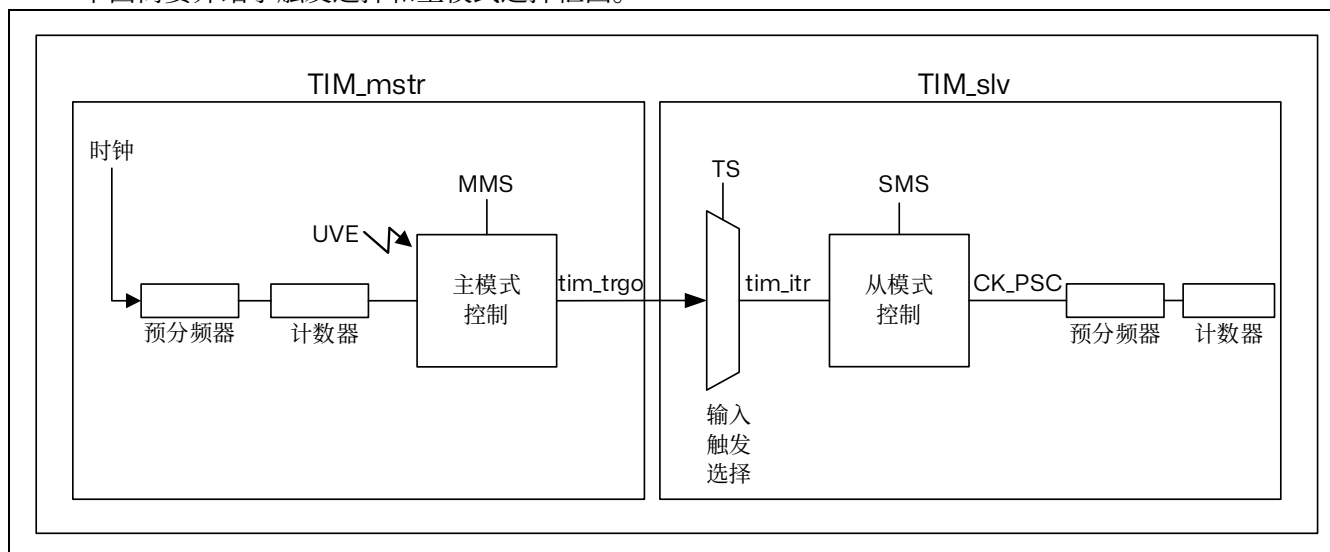 TIM_mstr
TIM_slv
时钟
MMS
TS
SMS
UVE
主模式
控制
tim_trgo
tim_itr
从模式
控制
CK_PSC
预分频器
计数器
预分频器
计数器
输入
触发
选择